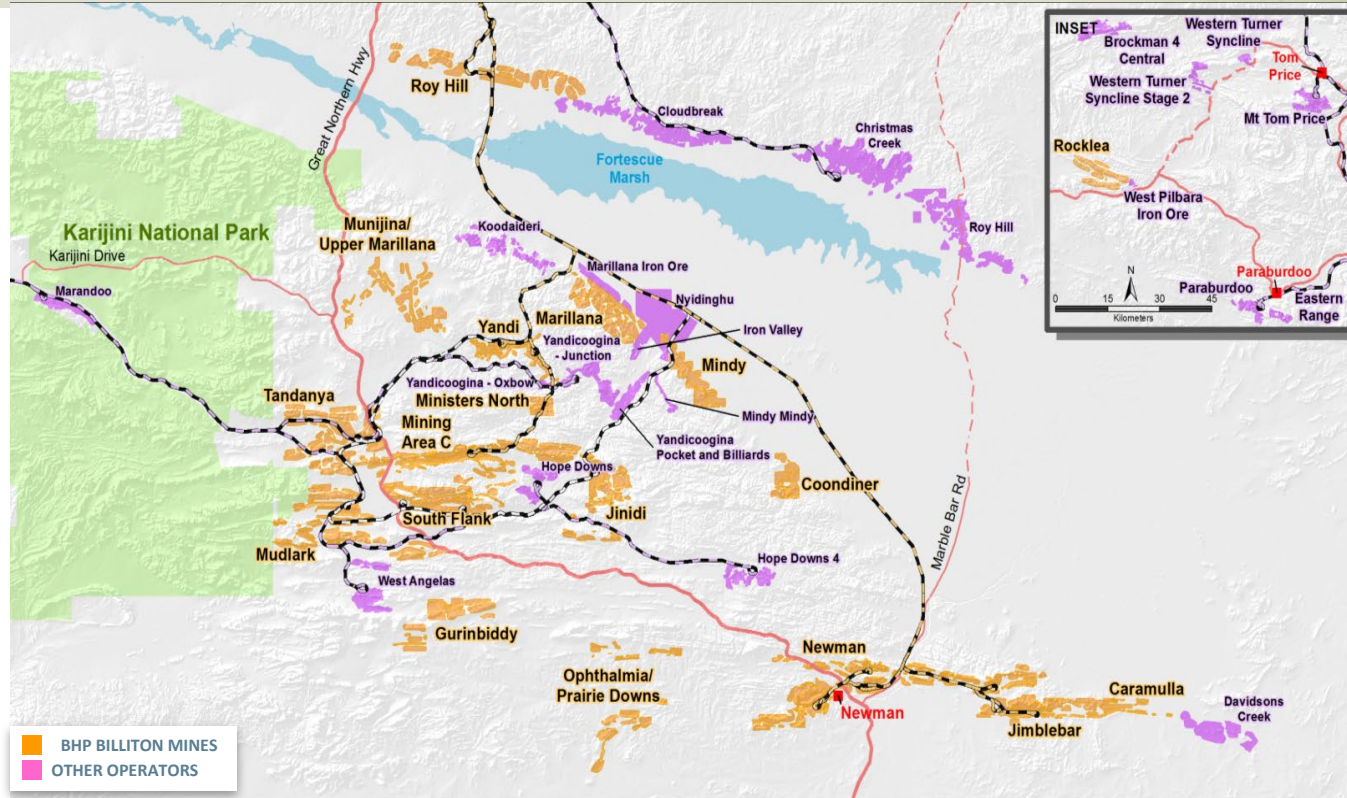 Great Northern Hwy
Roy Hill
Cloudbreak
Christmas
Creek
Fortescue
Marsh
Roy Hill
Karijini National Park
Karijini Drive
Marandoo
Munijina/
Upper Marillana
Koodaideri
Marillana Iron Ore
Nyidinghu
Marillana
Yandi
Iron Valley
Yandicoogina
- Junction
Mindy
Yandicoogina - Oxbow
Ministers North
Tandanya
Mining
Area C
Mindy Mindy
Yandicoogina
Pocket and Billiards
Hope Downs
Coondiner
Jinidi
South Flank
Marble Bar Rd
Mudlark
Hope Downs 4
West Angelas
Gurinbiddy
Newman
Ophthalmia/
Prairie Downs
Newman
Caramulla
Jimblebar
Davidsons
Creek
BHP BILLITON MINES
OTHER OPERATORS
INSET
Brockman 4
Central
Western Turner
Syncline
Tom
Price
Western Turner
Syncline Stage 2
Mt Tom Price
Rocklea
West Pilbara
Iron Ore
N
Paraburdoo
Paraburdoo
Eastern
Range
0 15 30 45
Kilometers